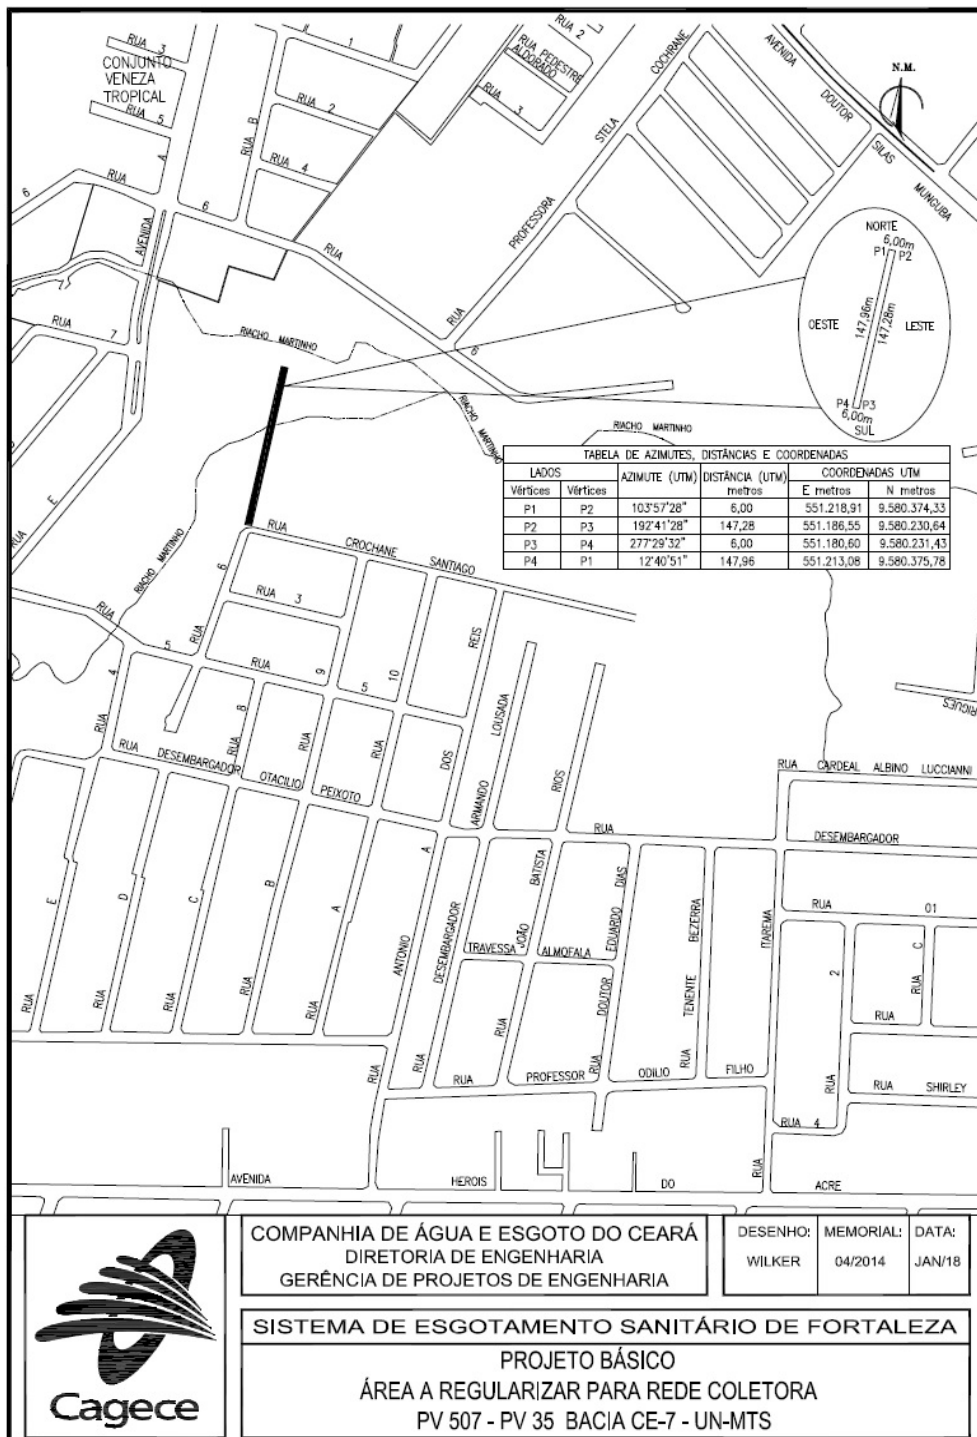 RUA 3
CONJUNTO
VENEZA
TROPICAL
RUA 5
RUA A
AVENIDA
RUA B
1
RUA 2
RUA 4
6
RUA
6
RUA
6
RUA 2
RUA PEDESTRE
ALDORADO
RUA 3
RUA PROFESSORA STELA COCHRANE
AVENIDA DOUTOR SILAS MUNGUBA
N.M.
NORTE
6,00m
P1 P2
OESTE
147,96m
147,28m
LESTE
P4 P3
6,00m
SUL
RUA 7
RIACHO MARTINHO
RIACHO MARTINHO
RIACHO MARTINHO
RIACHO MARTINHO
TABELA DE AZIMUTES, DISTÂNCIAS E COORDENADAS
LADOS AZIMUTE (UTM) DISTÂNCIA (UTM) metros COORDENADAS UTM
Vértices Vértices E metros N metros
P1 P2 103°57'28" 6,00 551.218,91 9.580.374,33
P2 P3 192°41'28" 147,28 551.186,55 9.580.230,64
P3 P4 277°29'32" 6,00 551.180,60 9.580.231,43
P4 P1 12°40'51" 147,96 551.213,08 9.580.375,78
RUA E
RUA CROCHANE SANTIAGO
RUA 6
RUA 3
RUA 5
RUA 5
RUA 4
RUA 8
RUA 9
RUA 10
DOS REIS
ARMANDO LOUSADA
RIOS
RUA DESEMBARGADOR OTACILIO PEIXOTO
RUA
DESEMBARGADOR
RUA CARDEAL ALBINO LUCCIANNI
RIGUES
RUA E
RUA D
RUA C
RUA B
RUA A
RUA ANTONIO A
RUA DESEMBARGADOR
RUA JOÃO BATISTA
TRAVESSA ALMOFALA
RUA DOUTOR EDUARDO DIAS
RUA TENENTE BEZERRA
RUA ITAREMA
RUA 01
RUA 2
RUA C
RUA
RUA SHIRLEY
RUA 4
RUA PROFESSOR ODILIO FILHO
AVENIDA HEROIS DO ACRE
Cagece
COMPANHIA DE ÁGUA E ESGOTO DO CEARÁ
DIRETORIA DE ENGENHARIA
GERÊNCIA DE PROJETOS DE ENGENHARIA
DESENHO: MEMORIAL: DATA:
WILKER 04/2014 JAN/18
SISTEMA DE ESGOTAMENTO SANITÁRIO DE FORTALEZA
PROJETO BÁSICO
ÁREA A REGULARIZAR PARA REDE COLETORA
PV 507 - PV 35 BACIA CE-7 - UN-MTS